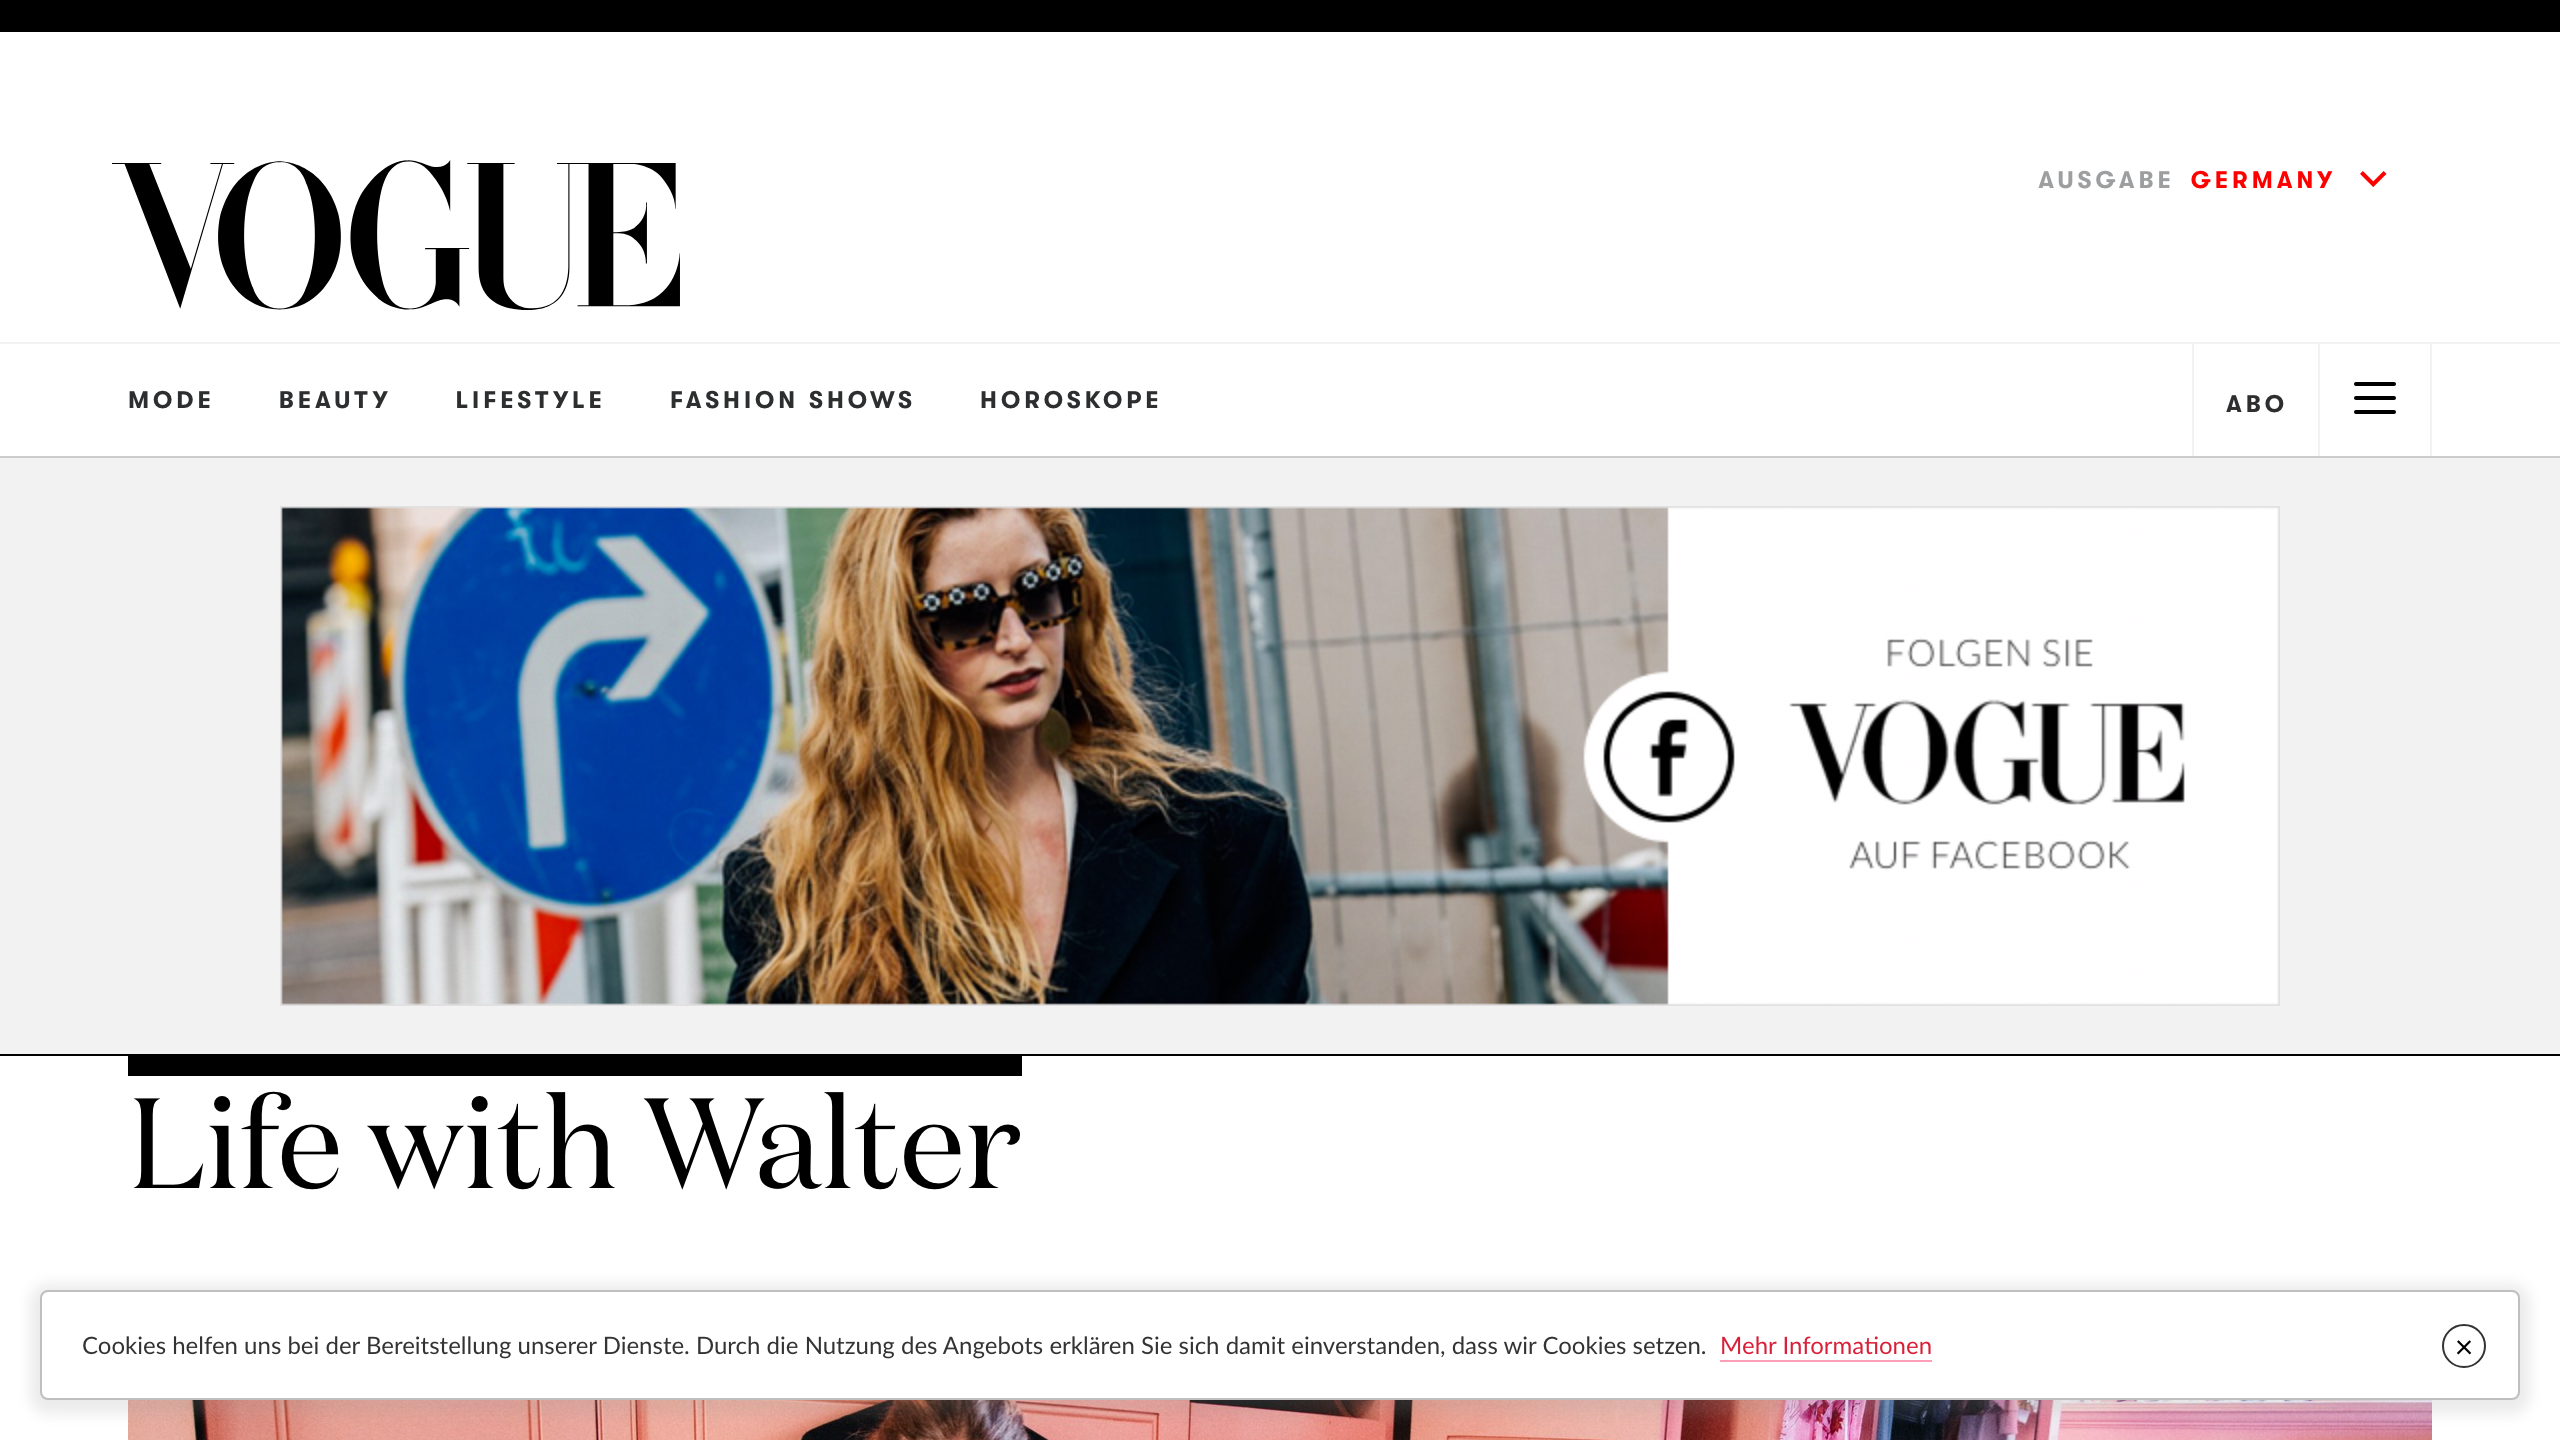 VOGUE
AUSGABE GERMANY
MODE BEAUTY LIFESTYLE FASHION SHOWS HOROSKOPE ABO
FOLGEN SIE
f
VOGUE
AUF FACEBOOK
Life with Walter
Cookies helfen uns bei der Bereitstellung unserer Dienste. Durch die Nutzung des Angebots erklären Sie sich damit einverstanden, dass wir Cookies setzen. Mehr Informationen